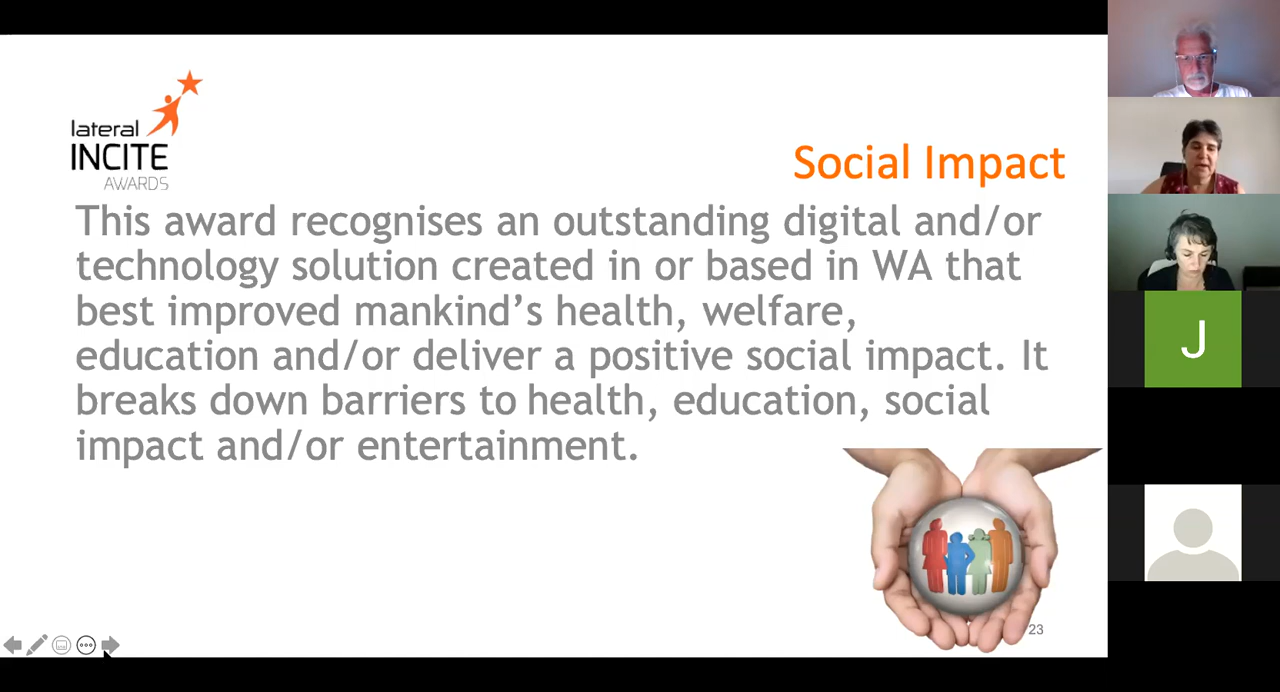 lateral
INCITE
AWARDS
Social Impact
This award recognises an outstanding digital and/or
technology solution created in or based in WA that
best improved mankind’s health, welfare,
education and/or deliver a positive social impact. It
breaks down barriers to health, education, social
impact and/or entertainment.
23
J